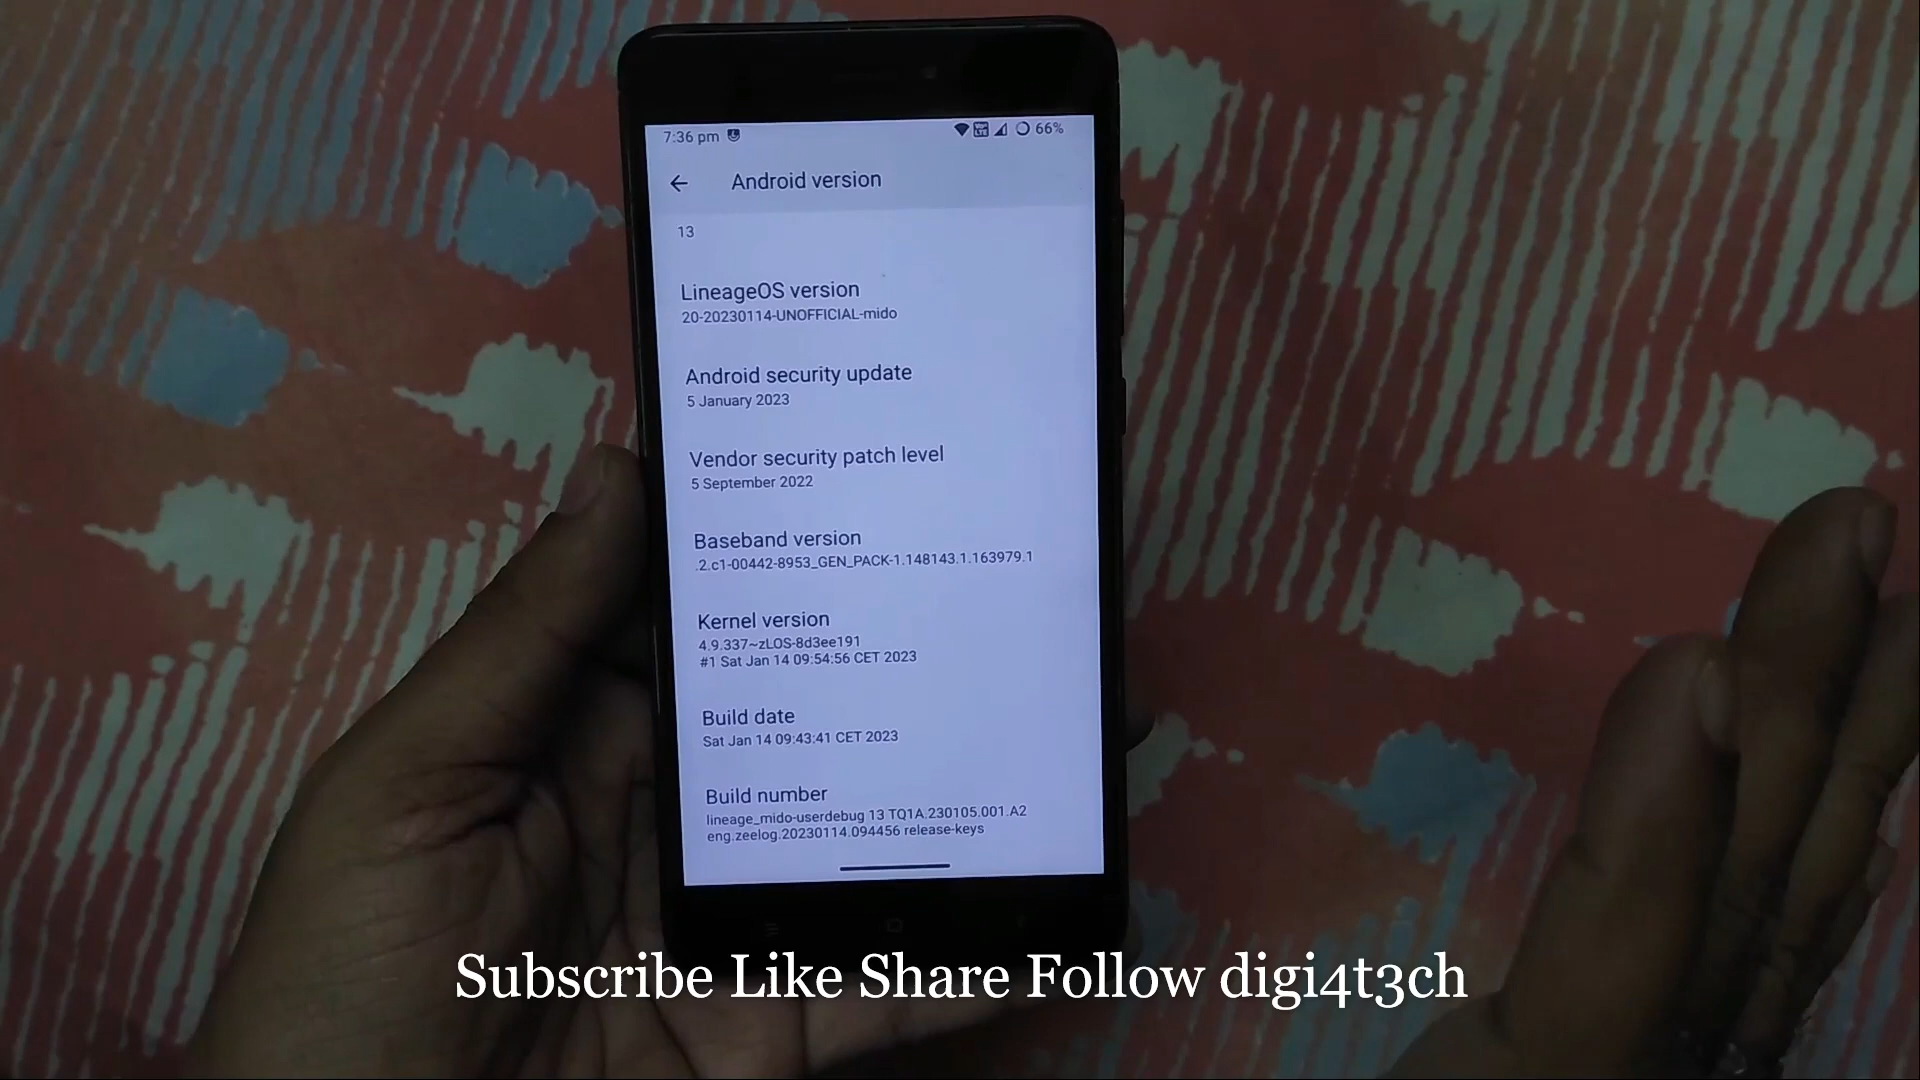 7:36 pm 66%
Android version
13
LineageOS version
20-20230114-UNOFFICIAL-mido
Android security update
5 January 2023
Vendor security patch level
5 September 2022
Baseband version
.2.c1-00442-8953_GEN_PACK-1.148143.1.163979.1
Kernel version
4.9.337~zLOS-8d3ee191
#1 Sat Jan 14 09:54:56 CET 2023
Build date
Sat Jan 14 09:43:41 CET 2023
Build number
lineage_mido-userdebug 13 TQ1A.230105.001.A2
eng.zeelog.20230114.094456 release-keys
Subscribe Like Share Follow digi4t3ch